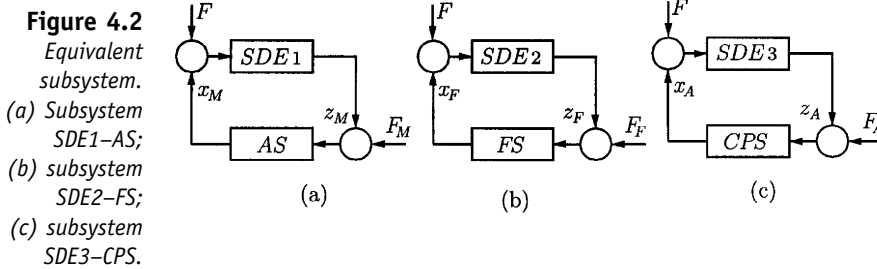 Figure 4.2
Equivalent
subsystem.
(a) Subsystem
SDE1–AS;
(b) subsystem
SDE2–FS;
(c) subsystem
SDE3–CPS.
F
SDE1
x_M
z_M
F_M
AS
(a)
F
SDE2
x_F
z_F
F_F
FS
(b)
F
SDE3
x_A
z_A
F_A
CPS
(c)